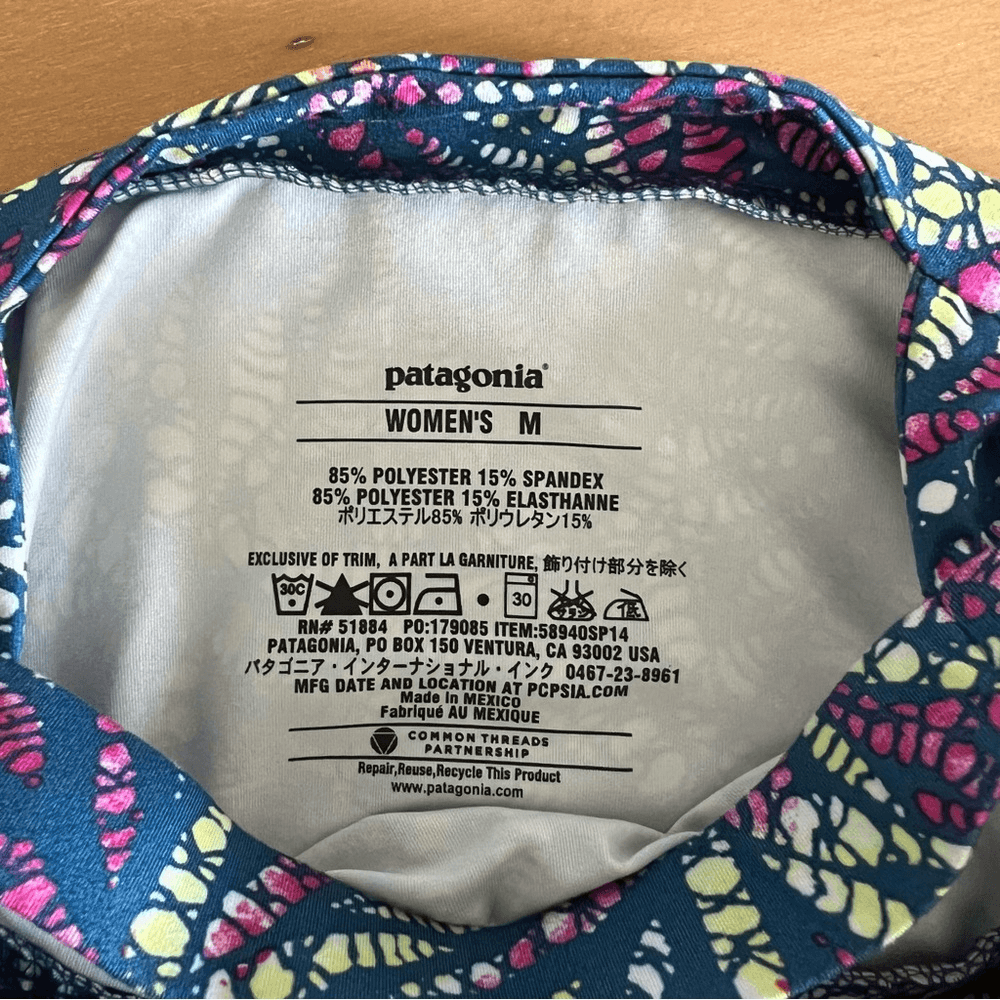 patagonia®
WOMEN'S M
85% POLYESTER 15% SPANDEX
85% POLYESTER 15% ELASTHANNE
ポリエステル85% ポリウレタン15%
EXCLUSIVE OF TRIM, A PART LA GARNITURE, 飾り付け部分を除く
30C 30 低
RN# 51884 PO:179085 ITEM:58940SP14
PATAGONIA, PO BOX 150 VENTURA, CA 93002 USA
パタゴニア・インターナショナル・インク 0467-23-8961
MFG DATE AND LOCATION AT PCPSIA.COM
Made in MEXICO
Fabriqué AU MEXIQUE
COMMON THREADS
PARTNERSHIP
Repair,Reuse,Recycle This Product
www.patagonia.com